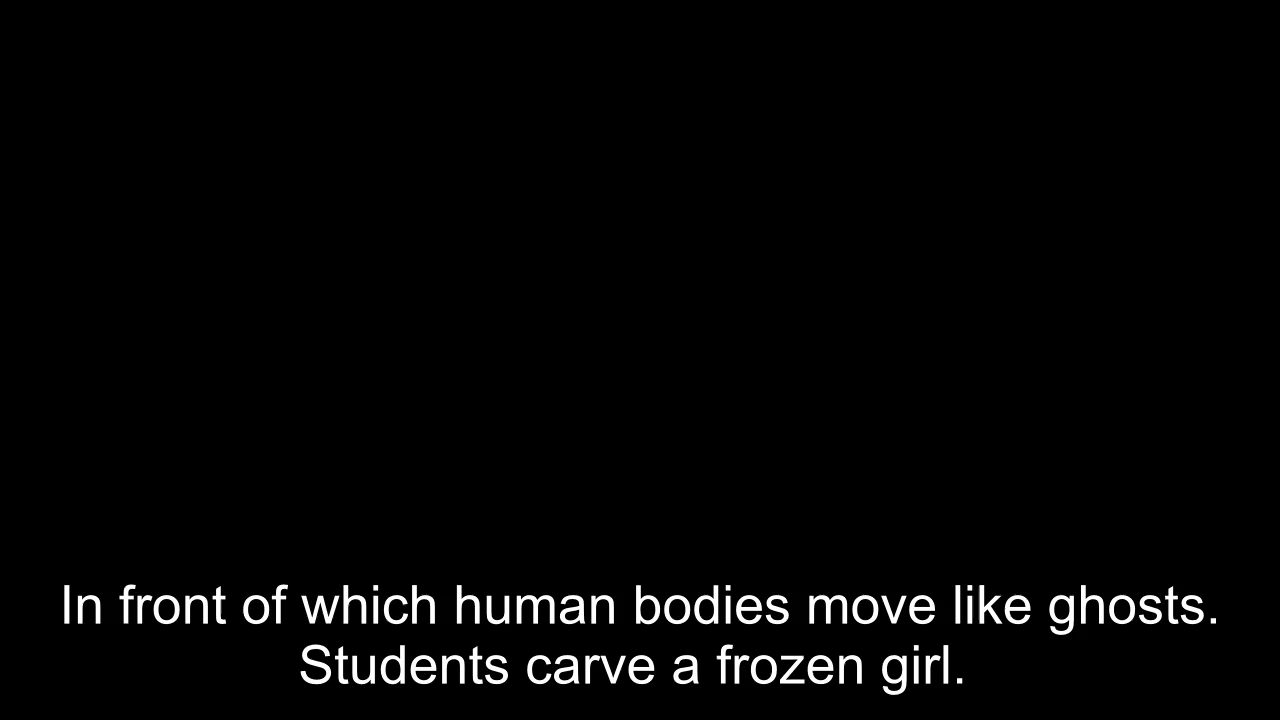 In front of which human bodies move like ghosts.
Students carve a frozen girl.